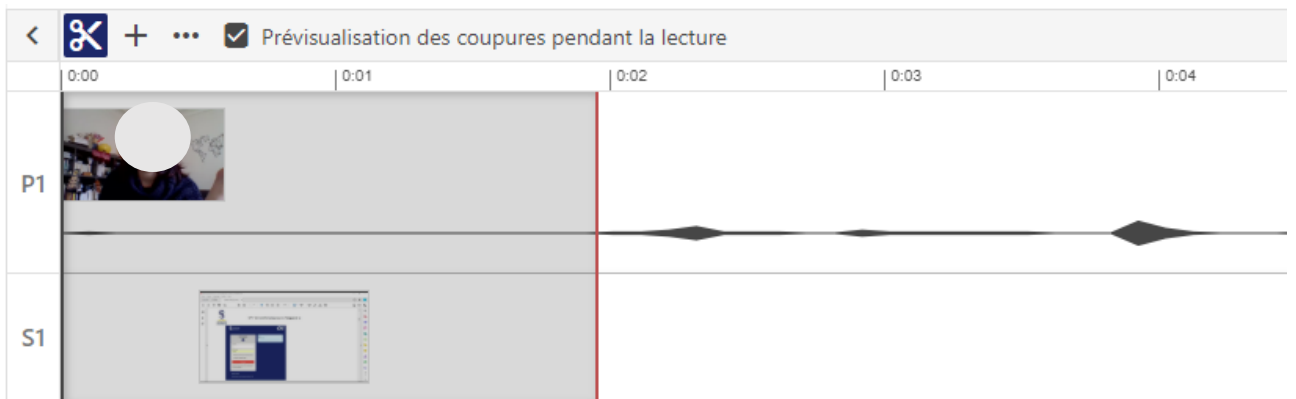 Prévisualisation des coupures pendant la lecture
0:00 0:01 0:02 0:03 0:04
P1
S1